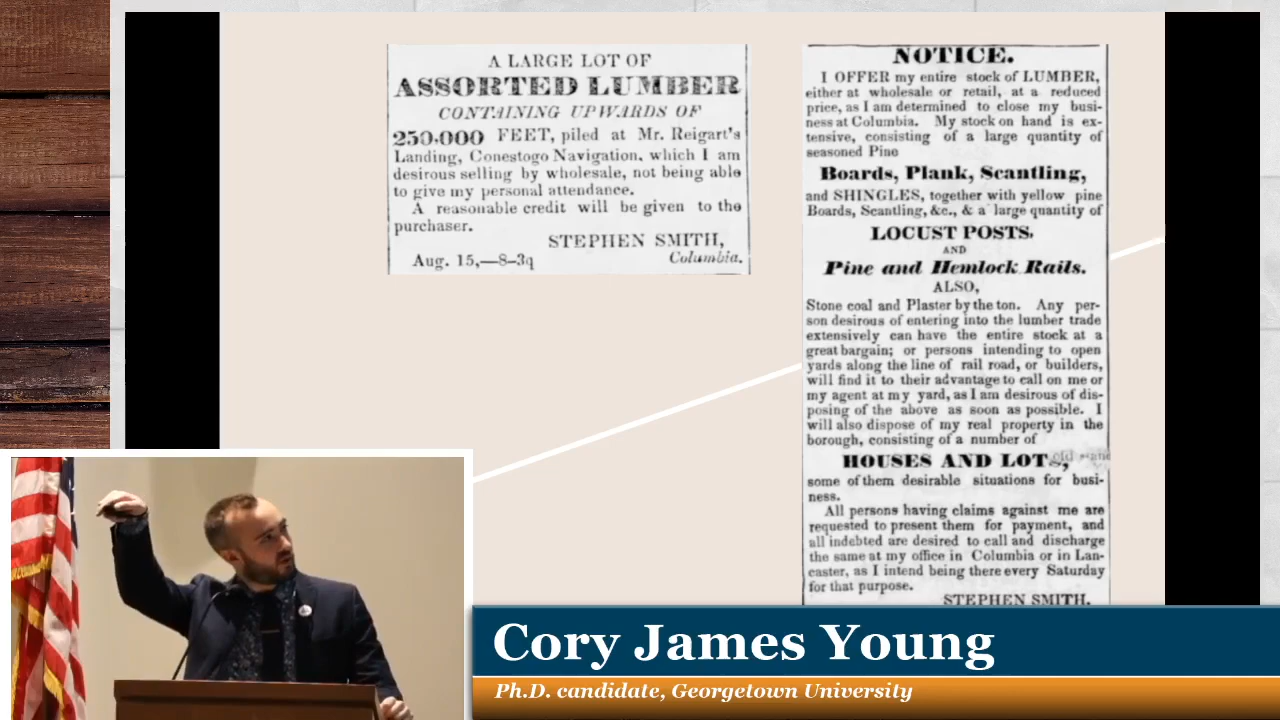 A LARGE LOT OF
ASSORTED LUMBER
CONTAINING UPWARDS OF
250,000 FEET, piled at Mr. Reigart's
Landing, Conestogo Navigation, which I am
desirous selling by wholesale, not being able
to give my personal attendance.
A reasonable credit will be given to the
purchaser.
STEPHEN SMITH,
Aug. 15,—8–3q Columbia.
NOTICE.
I OFFER my entire stock of LUMBER,
either at wholesale or retail, at a reduced
price, as I am determined to close my busi-
ness at Columbia. My stock on hand is ex-
tensive, consisting of a large quantity of
seasoned Pine
Boards, Plank, Scantling,
and SHINGLES, together with yellow pine
Boards, Scantling, &c., & a large quantity of
LOCUST POSTS,
AND
Pine and Hemlock Rails.
ALSO,
Stone coal and Plaster by the ton. Any per-
son desirous of entering into the lumber trade
extensively can have the entire stock at a
great bargain; or persons intending to open
yards along the line of rail road, or builders,
will find it to their advantage to call on me or
my agent at my yard, as I am desirous of dis-
posing of the above as soon as possible. I
will also dispose of my real property in the
borough, consisting of a number of
HOUSES AND LOTS,
some of them desirable situations for busi-
ness.
All persons having claims against me are
requested to present them for payment, and
all indebted are desired to call and discharge
the same at my office in Columbia or in Lan-
caster, as I intend being there every Saturday
for that purpose.
STEPHEN SMITH.
Cory James Young
Ph.D. candidate, Georgetown University